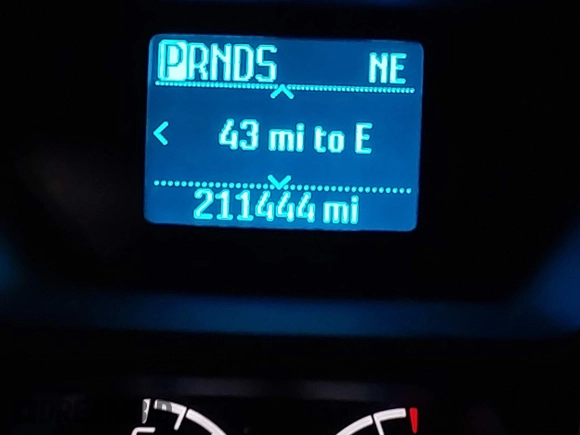 PRNDS NE
43 mi to E
211444 mi